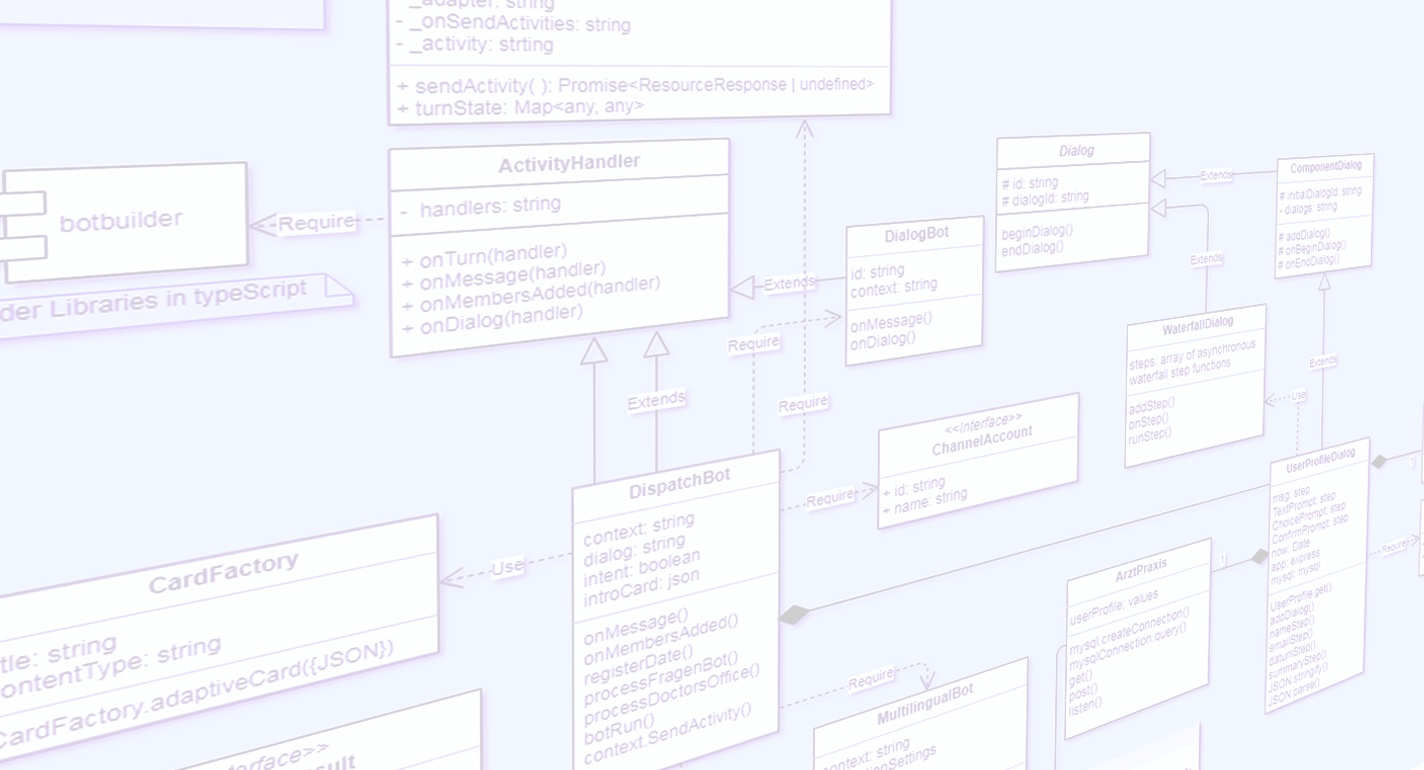 _adapter: string
- _onSendActivities: string
- _activity: strting
+ sendActivity( ): Promise<ResourceResponse | undefined>
+ turnState: Map<any, any>
botbuilder
Require
der Libraries in typeScript
ActivityHandler
- handlers: string
+ onTurn(handler)
+ onMessage(handler)
+ onMembersAdded(handler)
+ onDialog(handler)
Extends
DialogBot
id: string
context: string
onMessage()
onDialog()
Dialog
# id: string
# dialogId: string
beginDialog()
endDialog()
Extends
ComponentDialog
# initialDialogId: string
- dialogs: string
# addDialog()
# onBeginDialog()
# onEndDialog()
Extends
WaterfallDialog
steps: array of asynchronous
waterfall step functions
addStep()
onStep()
runStep()
Extends
Use
Require
Extends
Require
<<Interface>>
ChannelAccount
+ id: string
+ name: string
Require
DispatchBot
context: string
dialog: string
intent: boolean
introCard: json
onMessage()
onMembersAdded()
registerDate()
processFragenBot()
processDoctorsOffice()
botRun()
context.SendActivity()
Use
CardFactory
tle: string
ontentType: string
CardFactory.adaptiveCard({JSON})
terface>>
sult
Require
MultilingualBot
context: string
ionSettings
ArztPraxis
userProfile: values
mysql.createConnection()
mysqlConnection.query()
get()
post()
listen()
1
UserProfileDialog
msg: step
TextPrompt: step
ChoicePrompt: step
ConfirmPrompt: step
now: Date
app: express
mysql: mysql
UserProfile.get()
addDialog()
nameStep()
emailStep()
datumStep()
summaryStep()
JSON.stringify()
JSON.parse()
1
Require